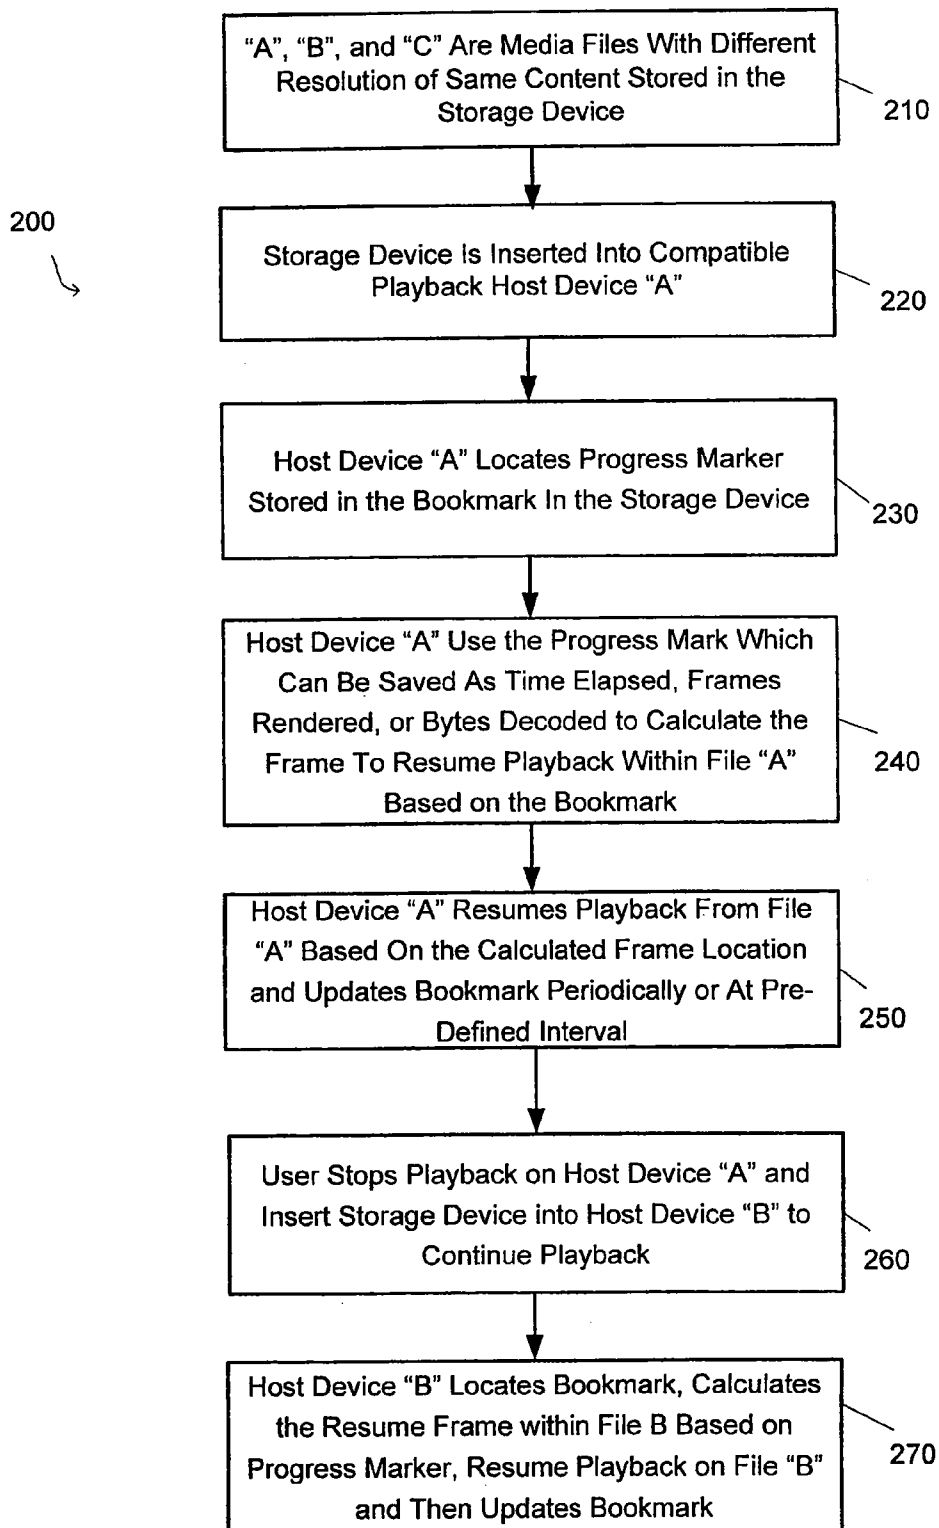 “A”, “B”, and “C” Are Media Files With Different
Resolution of Same Content Stored in the
Storage Device
210
200
Storage Device Is Inserted Into Compatible
Playback Host Device “A”
220
Host Device “A” Locates Progress Marker
Stored in the Bookmark In the Storage Device
230
Host Device “A” Use the Progress Mark Which
Can Be Saved As Time Elapsed, Frames
Rendered, or Bytes Decoded to Calculate the
Frame To Resume Playback Within File “A”
Based on the Bookmark
240
Host Device “A” Resumes Playback From File
“A” Based On the Calculated Frame Location
and Updates Bookmark Periodically or At Pre-
Defined Interval
250
User Stops Playback on Host Device “A” and
Insert Storage Device into Host Device “B” to
Continue Playback
260
Host Device “B” Locates Bookmark, Calculates
the Resume Frame within File B Based on
Progress Marker, Resume Playback on File “B”
and Then Updates Bookmark
270